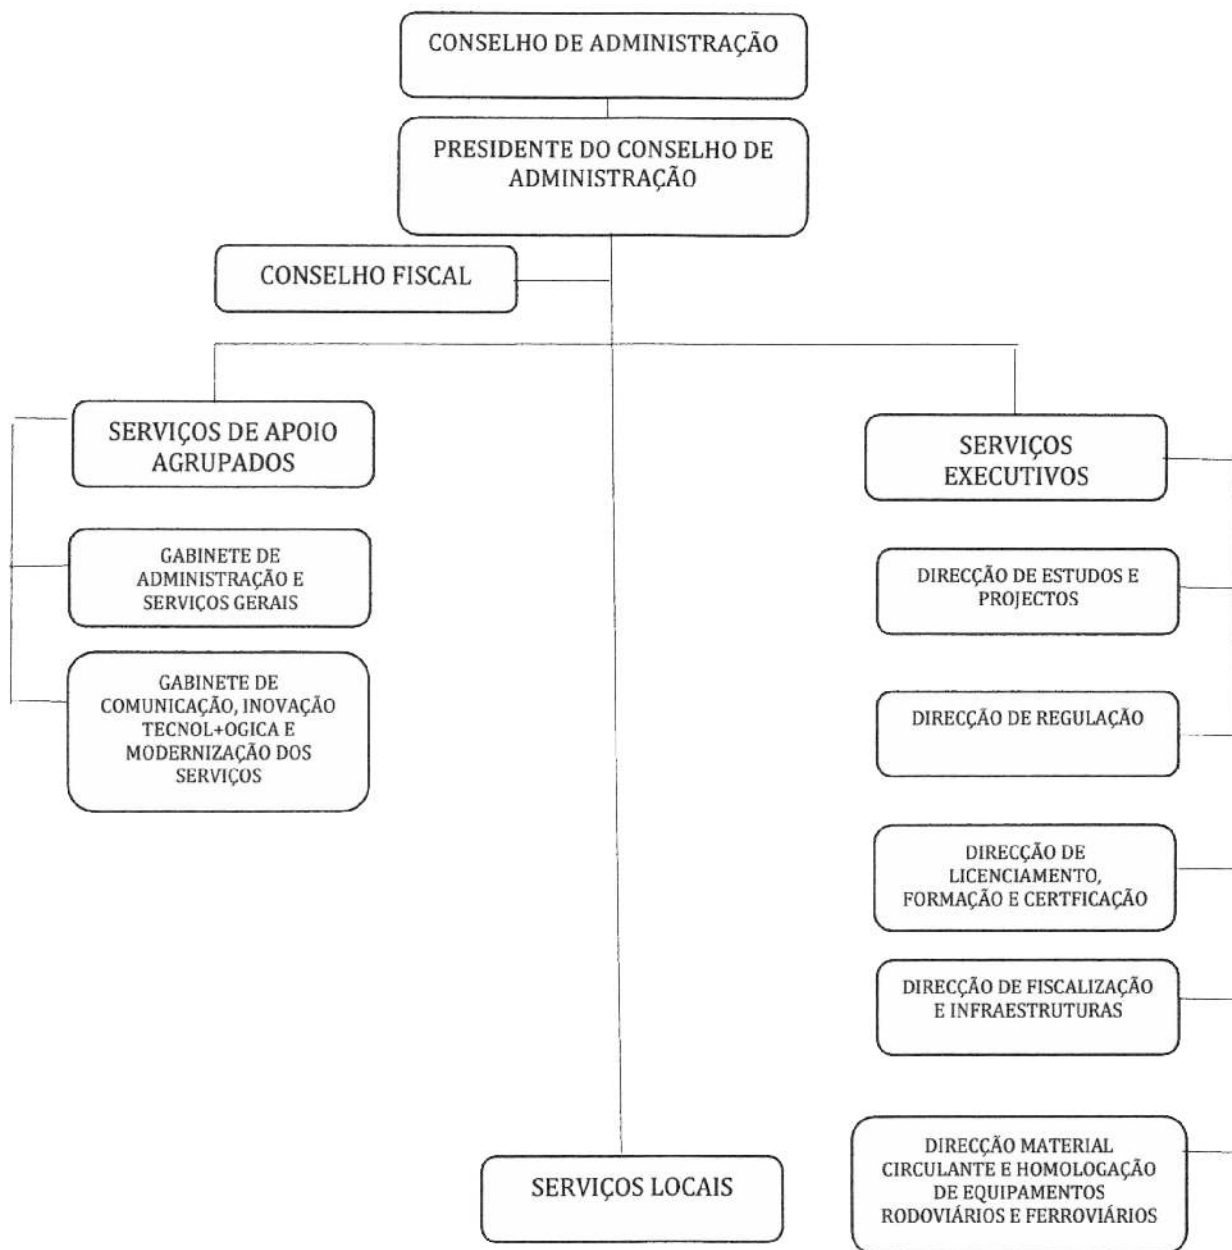 CONSELHO DE ADMINISTRAÇÃO
PRESIDENTE DO CONSELHO DE
ADMINISTRAÇÃO
CONSELHO FISCAL
SERVIÇOS DE APOIO
AGRUPADOS
GABINETE DE
ADMINISTRAÇÃO E
SERVIÇOS GERAIS
GABINETE DE
COMUNICAÇÃO, INOVAÇÃO
TECNOL+OGICA E
MODERNIZAÇÃO DOS
SERVIÇOS
SERVIÇOS
EXECUTIVOS
DIRECÇÃO DE ESTUDOS E
PROJECTOS
DIRECÇÃO DE REGULAÇÃO
DIRECÇÃO DE
LICENCIAMENTO,
FORMAÇÃO E CERTFICAÇÃO
DIRECÇÃO DE FISCALIZAÇÃO
E INFRAESTRUTURAS
DIRECÇÃO MATERIAL
CIRCULANTE E HOMOLOGAÇÃO
DE EQUIPAMENTOS
RODOVIÁRIOS E FERROVIÁRIOS
SERVIÇOS LOCAIS